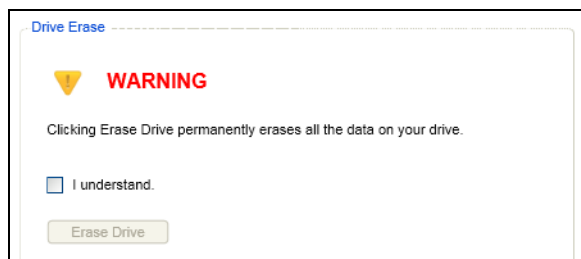 Drive Erase
WARNING
Clicking Erase Drive permanently erases all the data on your drive.
I understand.
Erase Drive